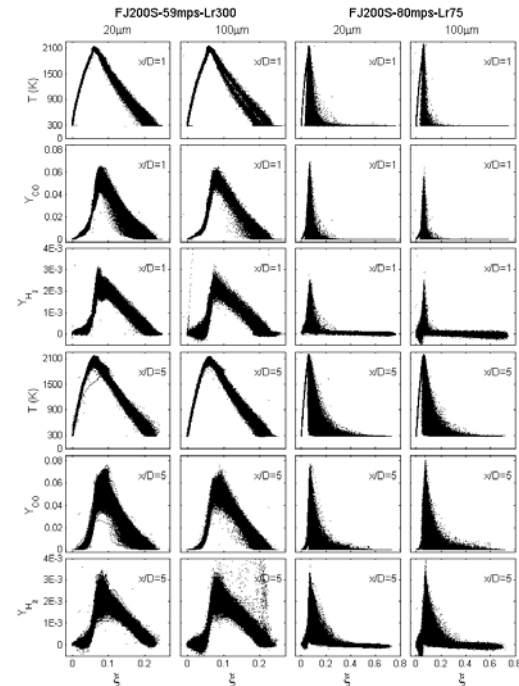 FJ200S-59mps-Lr300 FJ200S-80mps-Lr75
20μm 100μm 20μm 100μm
2100
1500
900
300
T (K)
x/D=1 x/D=1 x/D=1 x/D=1
0.08
0.06
0.04
0.02
0
Y_CO
x/D=1 x/D=1 x/D=1 x/D=1
4E-3
3E-3
2E-3
1E-3
0
Y_H₂
x/D=1 x/D=1 x/D=1 x/D=1
2100
1500
900
300
T (K)
x/D=5 x/D=5 x/D=5 x/D=5
0.08
0.06
0.04
0.02
0
Y_CO
x/D=5 x/D=5 x/D=5 x/D=5
4E-3
3E-3
2E-3
1E-3
0
Y_H₂
x/D=5 x/D=5 x/D=5 x/D=5
0 0.1 0.2 0 0.1 0.2 0 0.2 0.4 0.6 0.8 0 0.2 0.4 0.6 0.8
ξ ξ ξ ξ